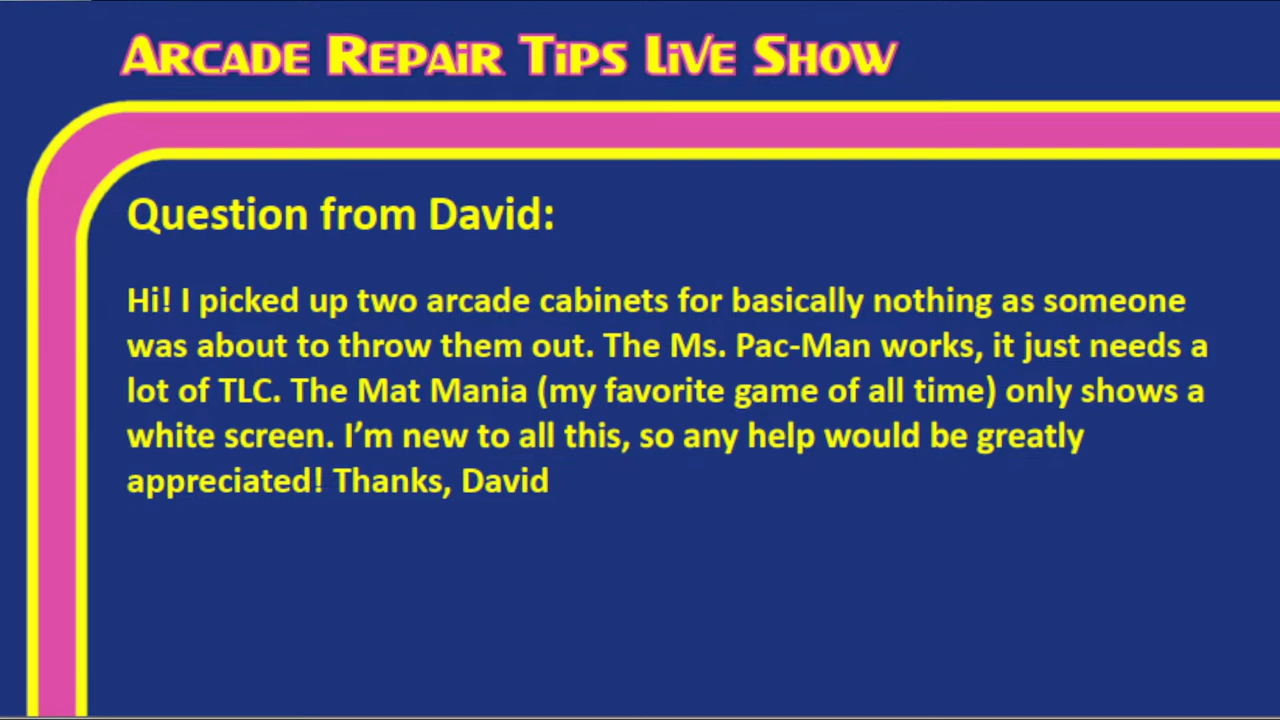 Arcade Repair Tips Live Show
Question from David:
Hi! I picked up two arcade cabinets for basically nothing as someone
was about to throw them out. The Ms. Pac-Man works, it just needs a
lot of TLC. The Mat Mania (my favorite game of all time) only shows a
white screen. I’m new to all this, so any help would be greatly
appreciated! Thanks, David